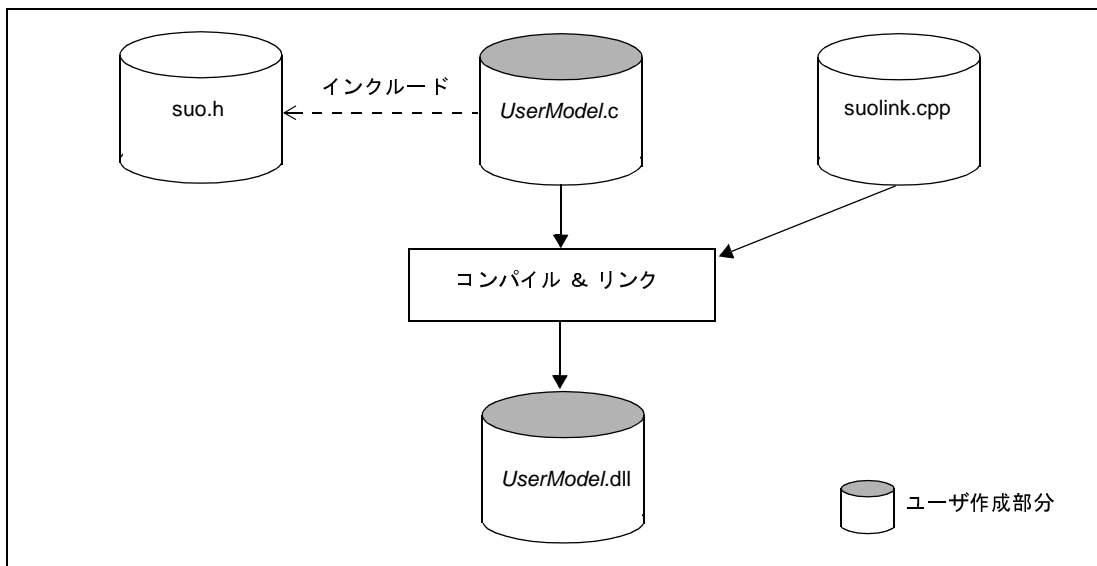 インクルード
suo.h
UserModel.c
suolink.cpp
コンパイル & リンク
UserModel.dll
ユーザ作成部分